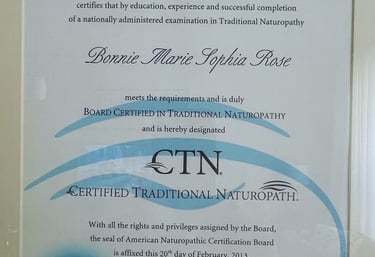 certifies that by education, experience and successful completion
of a nationally administered examination in Traditional Naturopathy
Bonnie Marie Sophia Rose
meets the requirements and is duly
Board Certified in Traditional Naturopathy
and is hereby designated
CTN®
Certified Traditional Naturopath®
With all the rights and privileges assigned by the Board,
the seal of American Naturopathic Certification Board
is affixed this 20th day of February, 2013